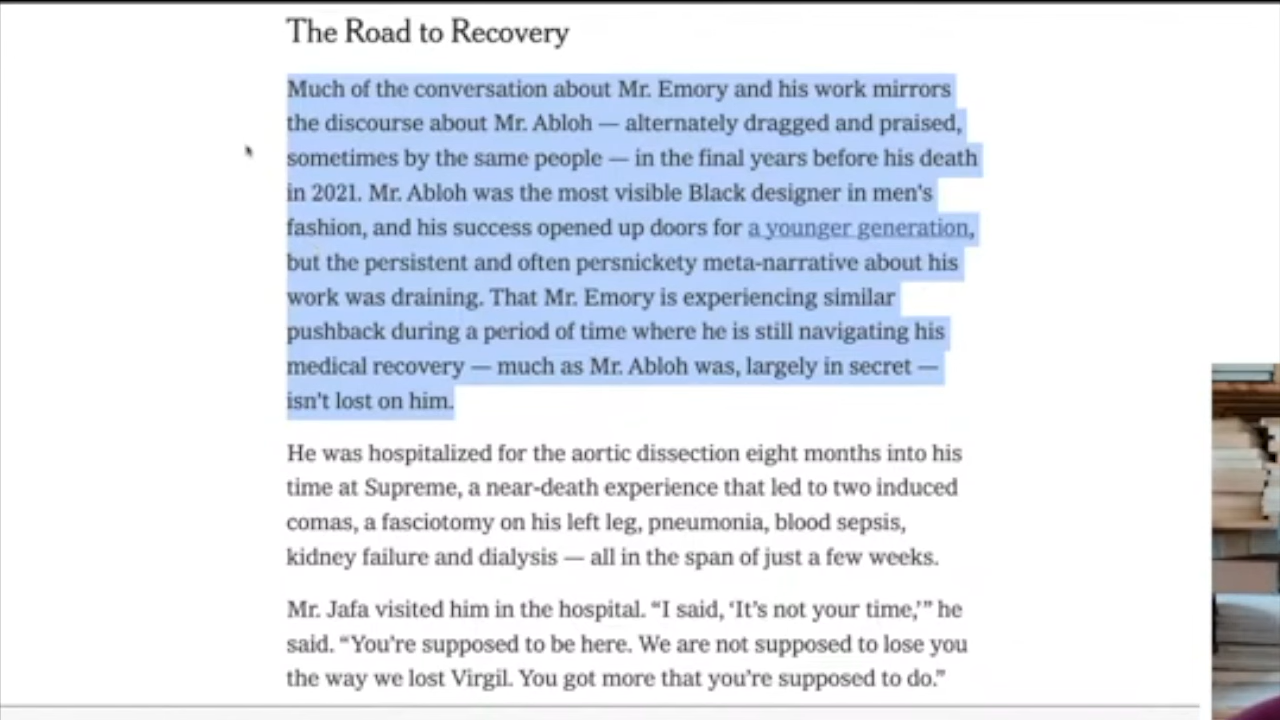 The Road to Recovery
Much of the conversation about Mr. Emory and his work mirrors
the discourse about Mr. Abloh — alternately dragged and praised,
sometimes by the same people — in the final years before his death
in 2021. Mr. Abloh was the most visible Black designer in men's
fashion, and his success opened up doors for a younger generation,
but the persistent and often persnickety meta-narrative about his
work was draining. That Mr. Emory is experiencing similar
pushback during a period of time where he is still navigating his
medical recovery — much as Mr. Abloh was, largely in secret —
isn't lost on him.
He was hospitalized for the aortic dissection eight months into his
time at Supreme, a near-death experience that led to two induced
comas, a fasciotomy on his left leg, pneumonia, blood sepsis,
kidney failure and dialysis — all in the span of just a few weeks.
Mr. Jafa visited him in the hospital. “I said, ‘It’s not your time,’” he
said. “You’re supposed to be here. We are not supposed to lose you
the way we lost Virgil. You got more that you’re supposed to do.”